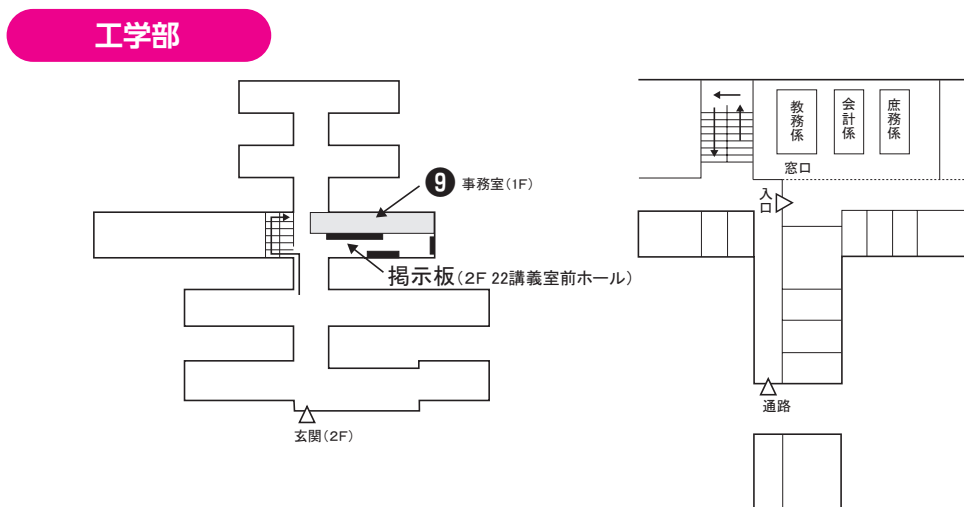 工学部
教務係
会計係
庶務係
窓口
❾ 事務室(1F)
入口
掲示板(2F 22講義室前ホール)
通路
玄関(2F)